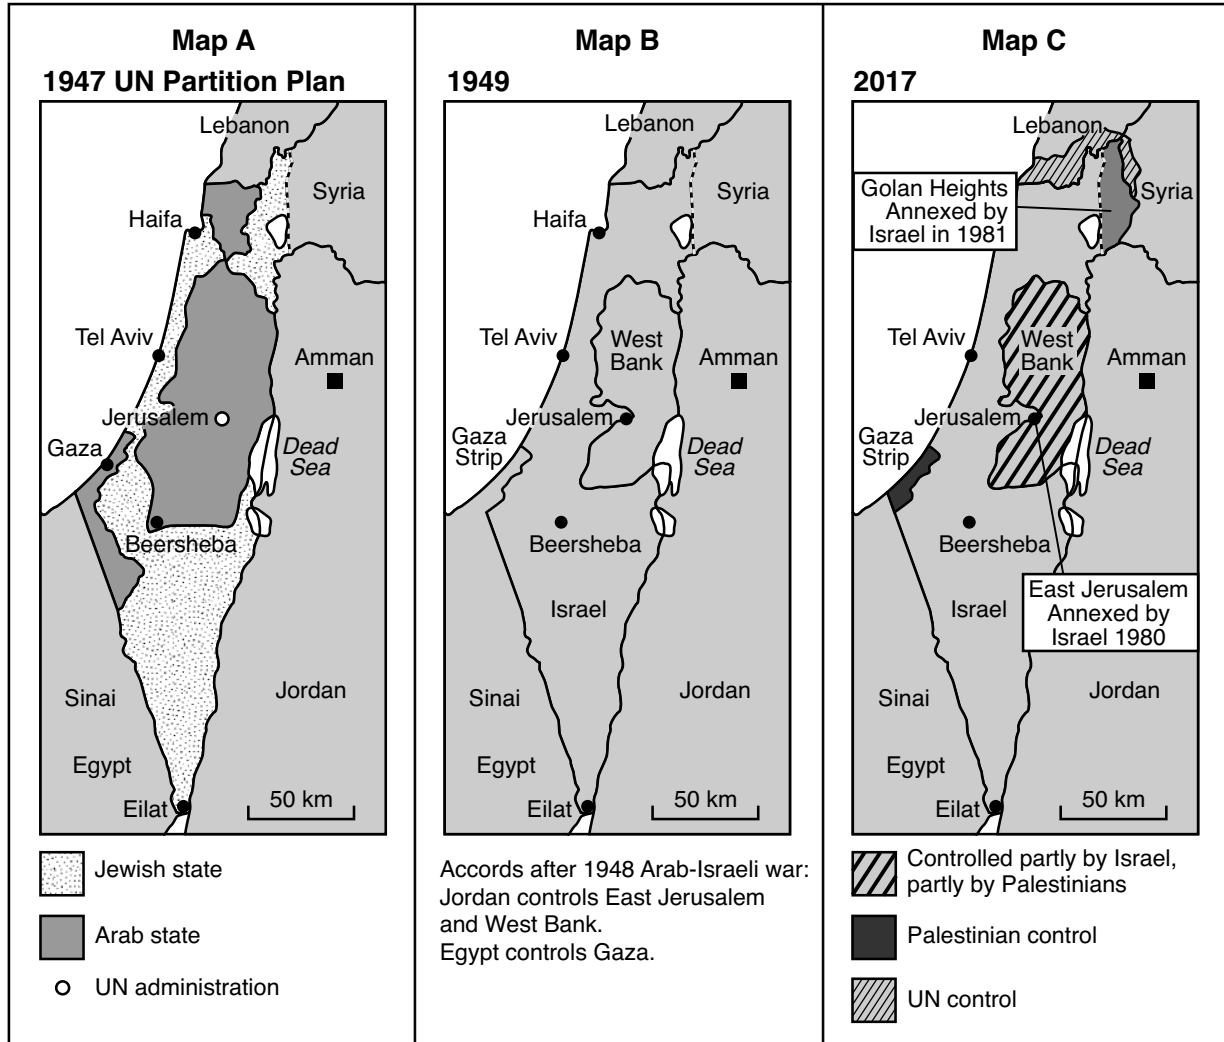 Map A
1947 UN Partition Plan
Lebanon
Syria
Haifa
Tel Aviv
Amman
Jerusalem
Gaza
Dead
Sea
Beersheba
Sinai
Jordan
Egypt
Eilat
50 km
Jewish state
Arab state
UN administration
Map B
1949
Lebanon
Syria
Haifa
Tel Aviv
West
Bank
Amman
Jerusalem
Gaza
Strip
Dead
Sea
Beersheba
Israel
Sinai
Jordan
Egypt
Eilat
50 km
Accords after 1948 Arab-Israeli war:
Jordan controls East Jerusalem
and West Bank.
Egypt controls Gaza.
Map C
2017
Lebanon
Golan Heights
Annexed by
Israel in 1981
Syria
Tel Aviv
West
Bank
Amman
Jerusalem
Gaza
Strip
Dead
Sea
Beersheba
East Jerusalem
Annexed by
Israel 1980
Israel
Sinai
Jordan
Egypt
Eilat
50 km
Controlled partly by Israel,
partly by Palestinians
Palestinian control
UN control